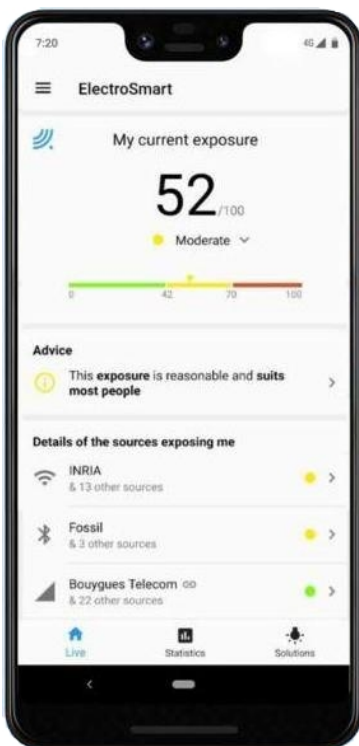 7:20
4G
ElectroSmart
My current exposure
52/100
Moderate
0 42 70 100
Advice
This exposure is reasonable and suits
most people
Details of the sources exposing me
INRIA
& 13 other sources
Fossil
& 3 other sources
Bouygues Telecom
& 22 other sources
Live Statistics Solutions